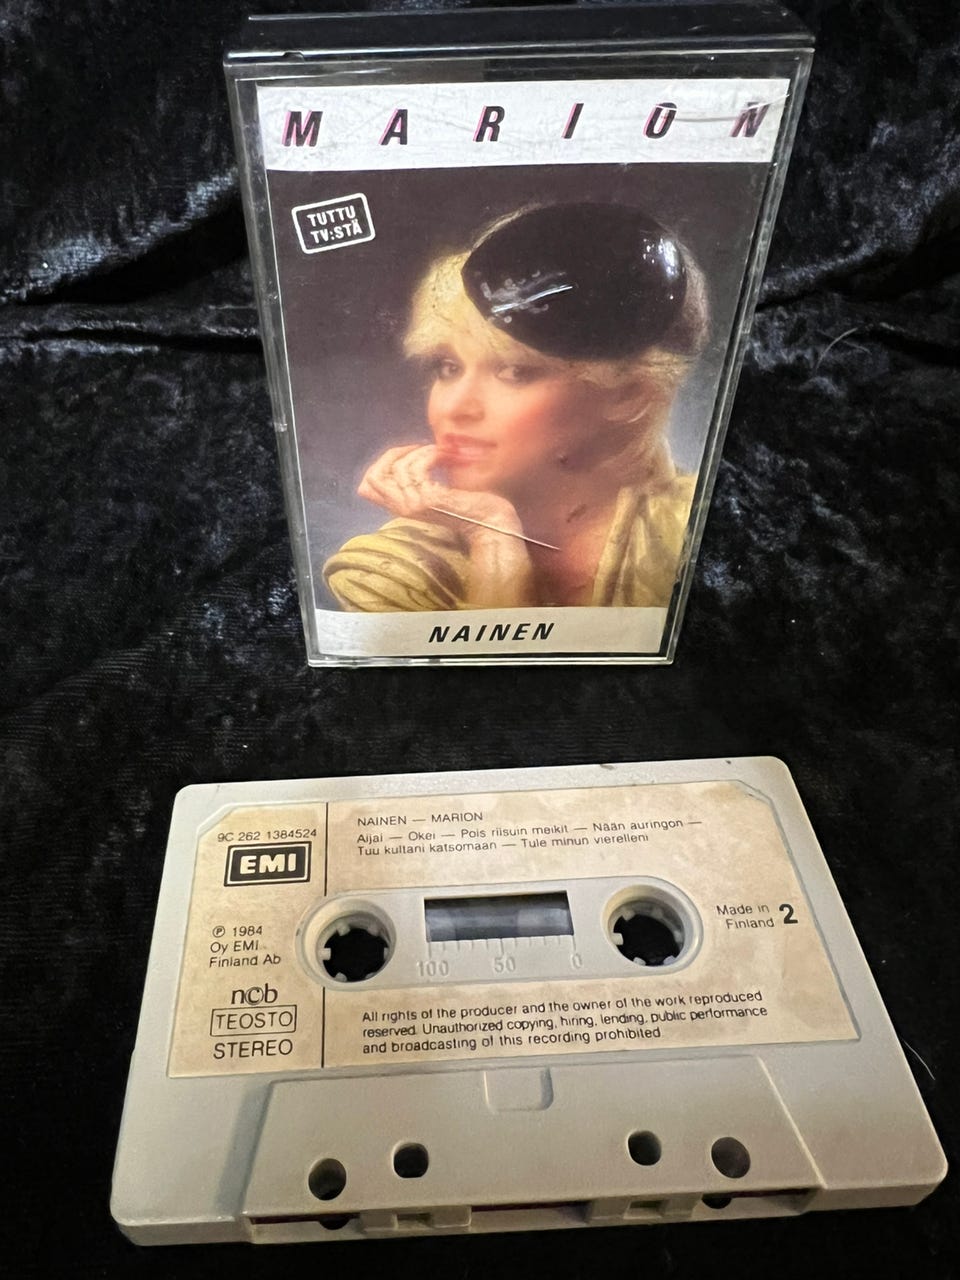 MARION
TUTTU
TV:STÄ
NAINEN
9C 262 1384524
EMI
℗ 1984
Oy EMI
Finland Ab
ncb
TEOSTO
STEREO
NAINEN — MARION
Aijai — Okei — Pois riisuin meikit — Nään auringon —
Tuu kultani katsomaan — Tule minun vierelleni
100 50 0
Made in
Finland
2
All rights of the producer and the owner of the work reproduced
reserved. Unauthorized copying, hiring, lending, public performance
and broadcasting of this recording prohibited